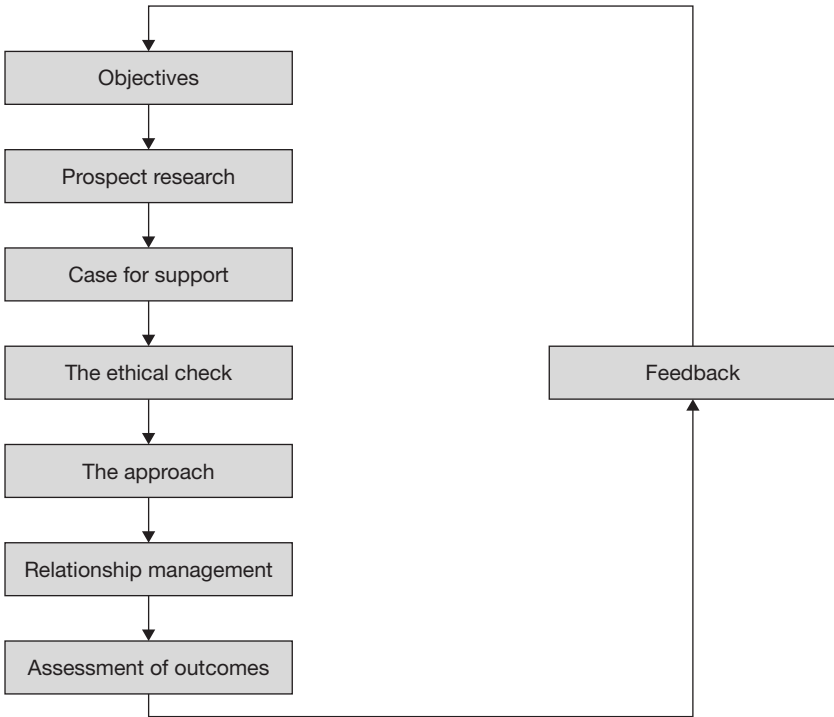 Objectives
Prospect research
Case for support
The ethical check
Feedback
The approach
Relationship management
Assessment of outcomes